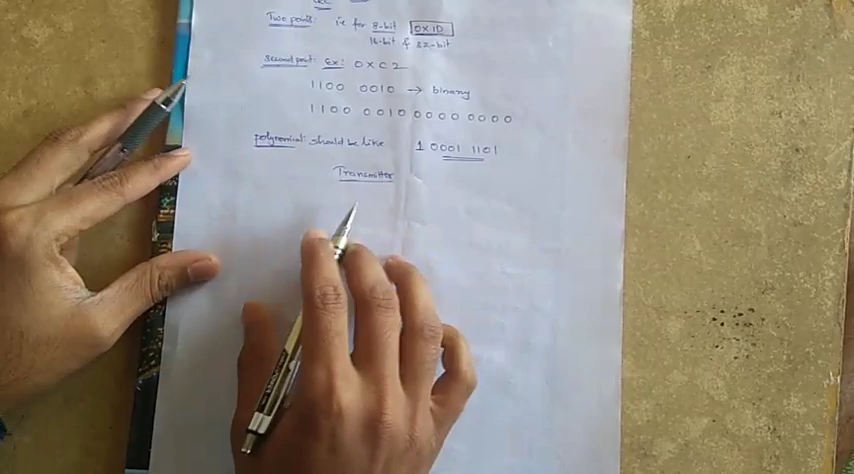 CRC
Two points: i.e for 8-bit 0x1D
16-bit & 32-bit
Second point: Ex: 0XC2
1100 0010 → binary
1100 0010 0000 0000
polynomial: should be like 1 0001 1101
Transmitter